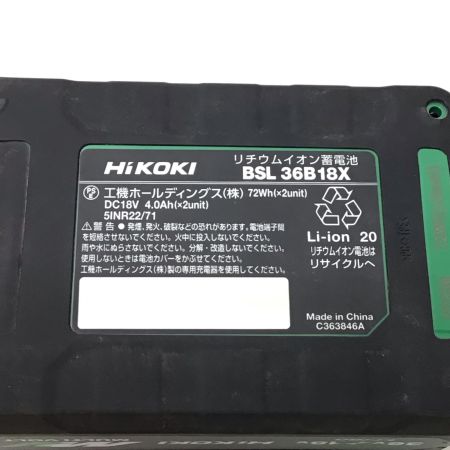 HiKOKI
リチウムイオン蓄電池
BSL 36B18X
PS E 工機ホールディングス(株) 72Wh(×2unit)
DC18V 4.0Ah(×2unit)
5INR22/71
⚠警告 ● 発煙、発火、破裂などの恐れがあります。電池端子間
を短絡させないでください。火中に投入しないでください。
雨や水にぬらさないでください。分解・改造しないでください。
使用しないときは電池カバーをかぶせてください。
工機ホールディングス(株)製の専用充電器を使用してください。
Li-ion 20
リチウムイオン電池は
リサイクルへ
Made in China
C363846A
MULTI VOLT
HiKOKI